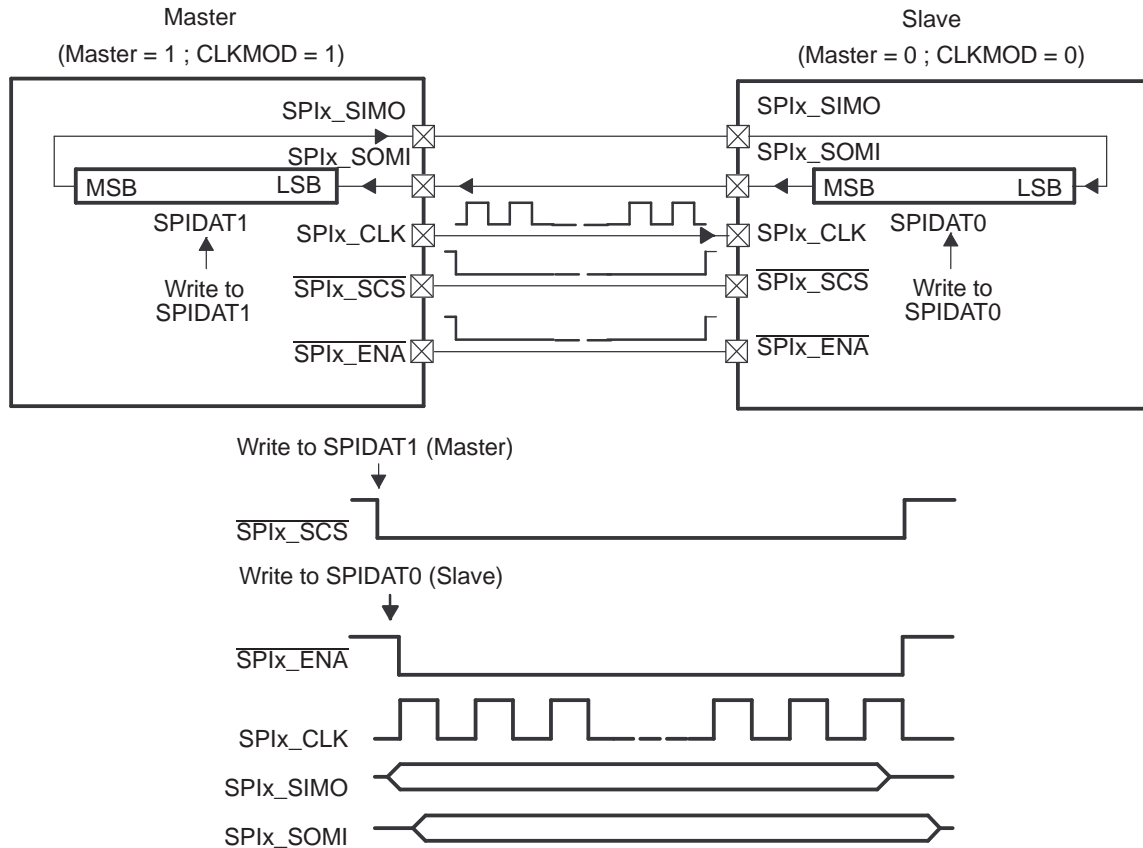 Master
(Master = 1 ; CLKMOD = 1)
Slave
(Master = 0 ; CLKMOD = 0)
SPIx_SIMO
SPIx_SOMI
MSB LSB
SPIDAT1
Write to
SPIDAT1
SPIx_CLK
SPIx_SCS
SPIx_ENA
SPIx_SIMO
SPIx_SOMI
MSB LSB
SPIDAT0
Write to
SPIDAT0
SPIx_CLK
SPIx_SCS
SPIx_ENA
Write to SPIDAT1 (Master)
SPIx_SCS
Write to SPIDAT0 (Slave)
SPIx_ENA
SPIx_CLK
SPIx_SIMO
SPIx_SOMI